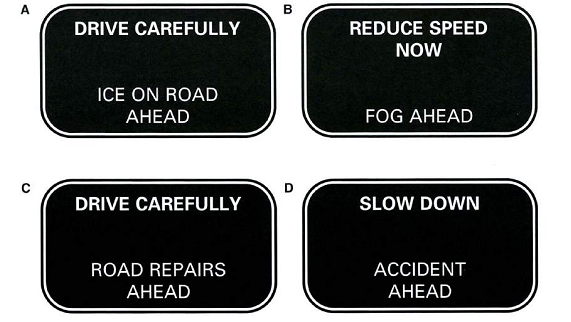 A
DRIVE CAREFULLY
ICE ON ROAD
AHEAD
B
REDUCE SPEED
NOW
FOG AHEAD
C
DRIVE CAREFULLY
ROAD REPAIRS
AHEAD
D
SLOW DOWN
ACCIDENT
AHEAD